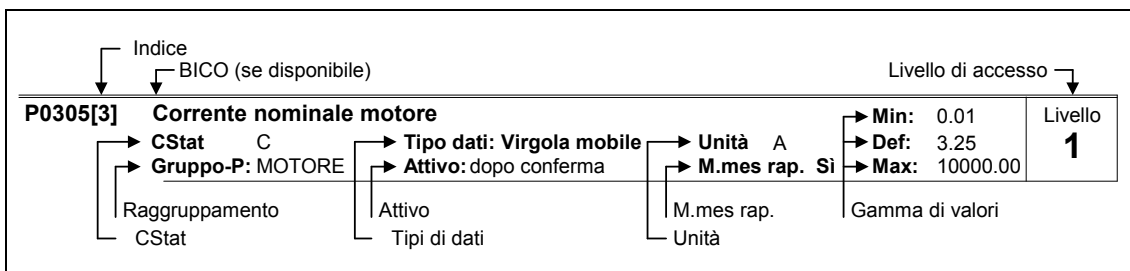 Indice
BICO (se disponibile)
Livello di accesso
P0305[3] Corrente nominale motore Min: 0.01 Livello
CStat C Tipo dati: Virgola mobile Unità A Def: 3.25 1
Gruppo-P: MOTORE Attivo: dopo conferma M.mes rap. Sì Max: 10000.00
Raggruppamento Attivo M.mes rap. Gamma di valori
CStat Tipi di dati Unità